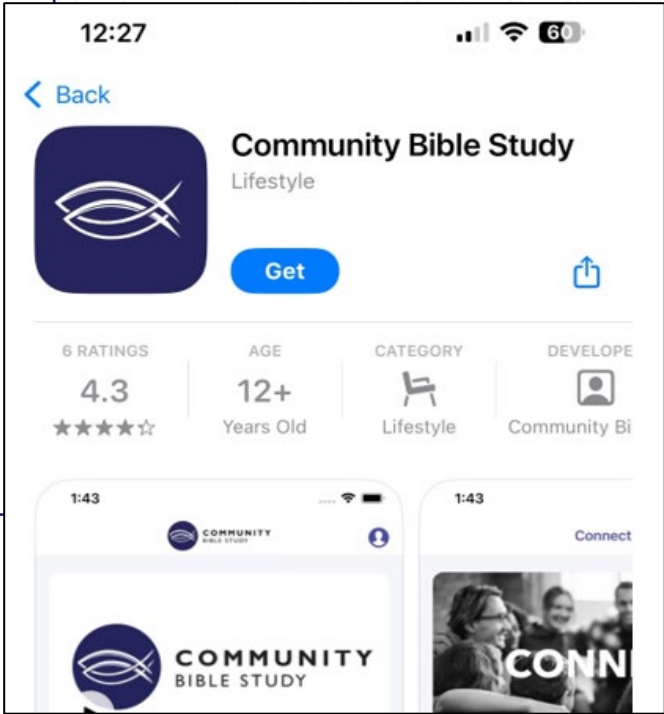 12:27
60
Back
Community Bible Study
Lifestyle
Get
6 RATINGS AGE CATEGORY DEVELOPE
4.3 12+
Years Old Lifestyle Community Bi
1:43 1:43
COMMUNITY
BIBLE STUDY
Connect
COMMUNITY
BIBLE STUDY
CONN